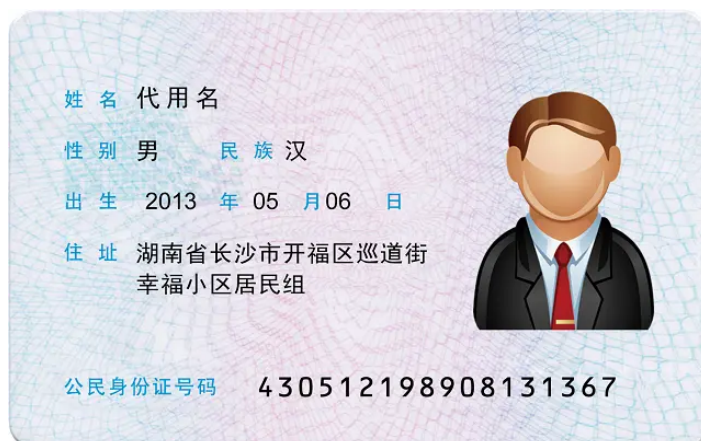 姓名 代用名
性别 男 民族 汉
出生 2013 年 05 月 06 日
住址 湖南省长沙市开福区巡道街
幸福小区居民组
公民身份证号码 430512198908131367